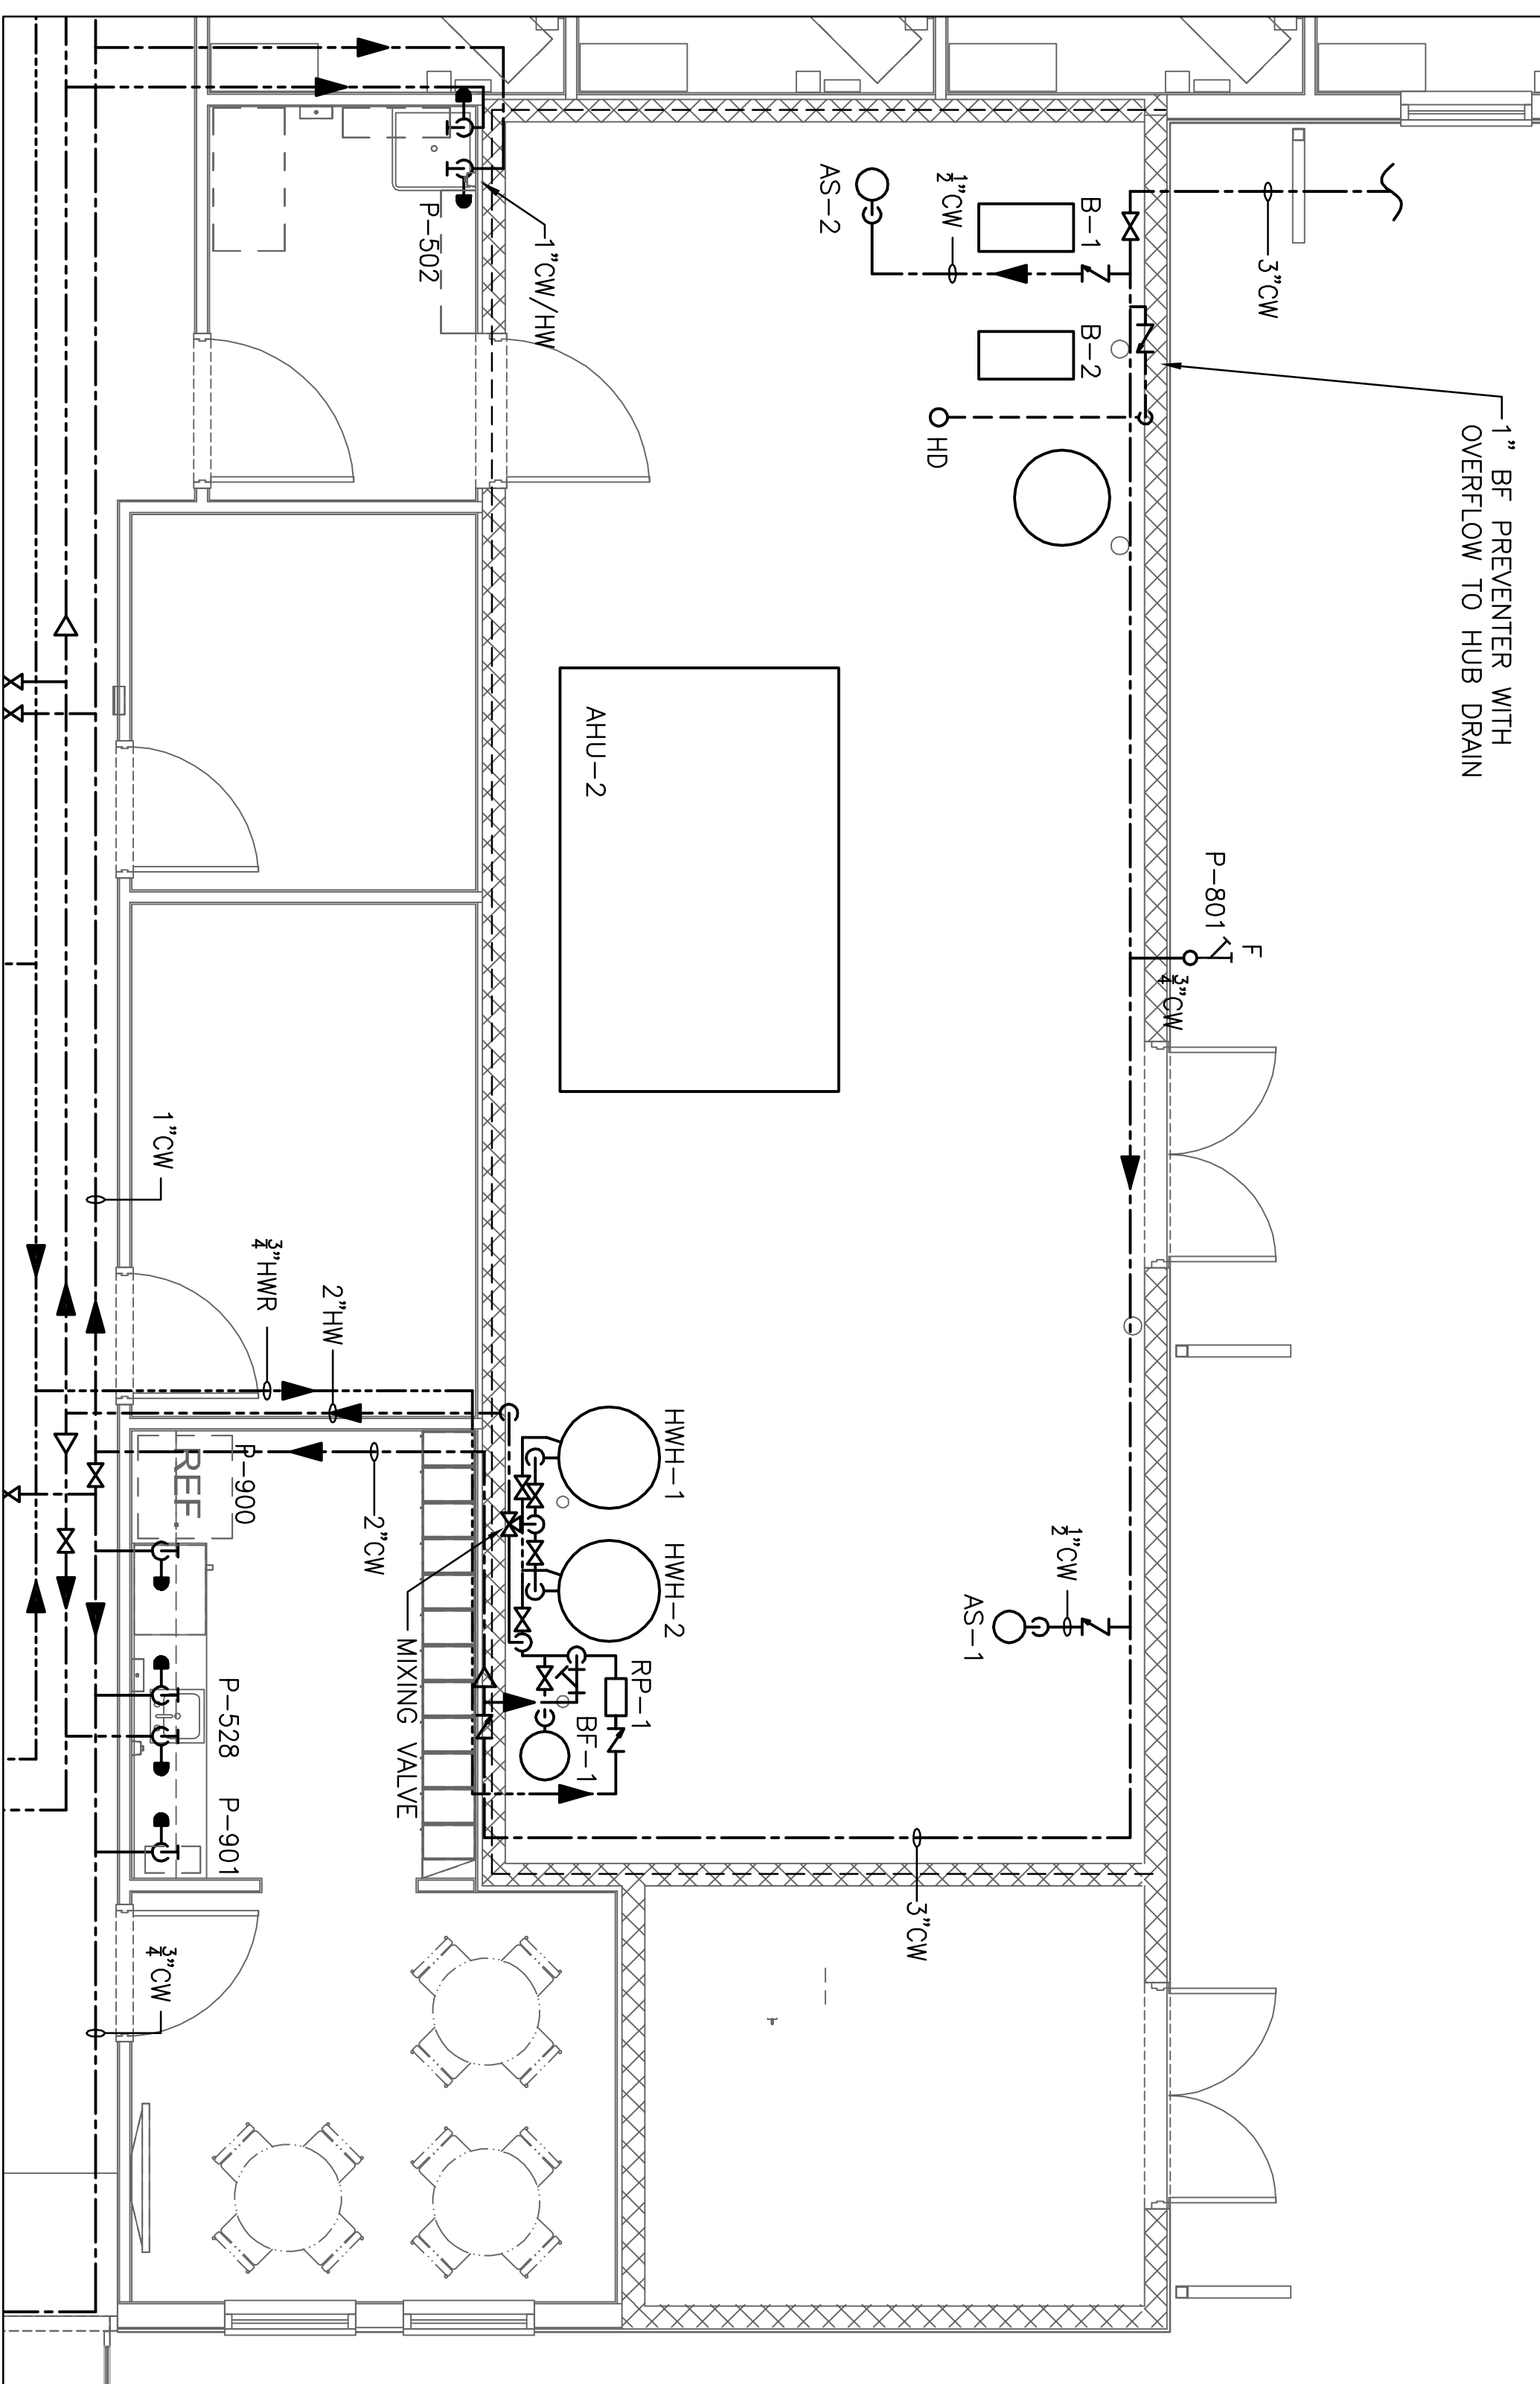 AS-2
½"CW
B-1
3"CW
P-502
1"CW/HW
B-2
HD
1" BF PREVENTER WITH
OVERFLOW TO HUB DRAIN
AHU-2
P-801
F
¾"CW
1"CW
¾"HWR
2"HW
HWH-1
P-900
REF.
2"CW
HWH-2
½"CW
AS-1
MIXING VALVE
RP-1
BF-1
P-528
P-901
3"CW
¾"CW